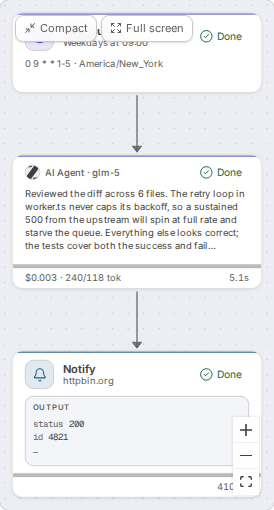 Compact
Full screen
Weekdays at 09:00
Done
0 9 * * 1-5 · America/New_York
AI Agent · glm-5
Done
Reviewed the diff across 6 files. The retry loop in
worker.ts never caps its backoff, so a sustained
500 from the upstream will spin at full rate and
starve the queue. Everything else looks correct;
the tests cover both the success and fail...
$0.003 · 240/118 tok
5.1s
Notify
httpbin.org
Done
OUTPUT
status 200
id 4821
–